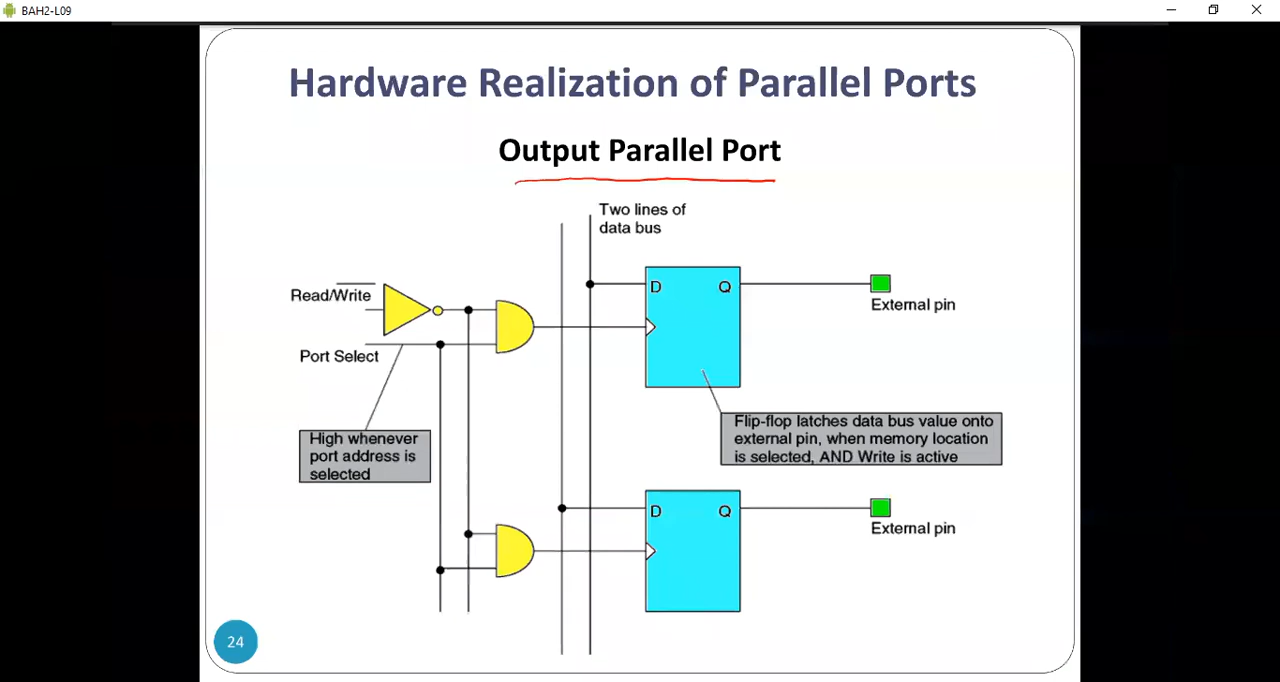 BAH2-L09
Hardware Realization of Parallel Ports
Output Parallel Port
Two lines of
data bus
Read/Write
D
Q
External pin
Port Select
High whenever
port address is
selected
Flip-flop latches data bus value onto
external pin, when memory location
is selected, AND Write is active
D
Q
External pin
24